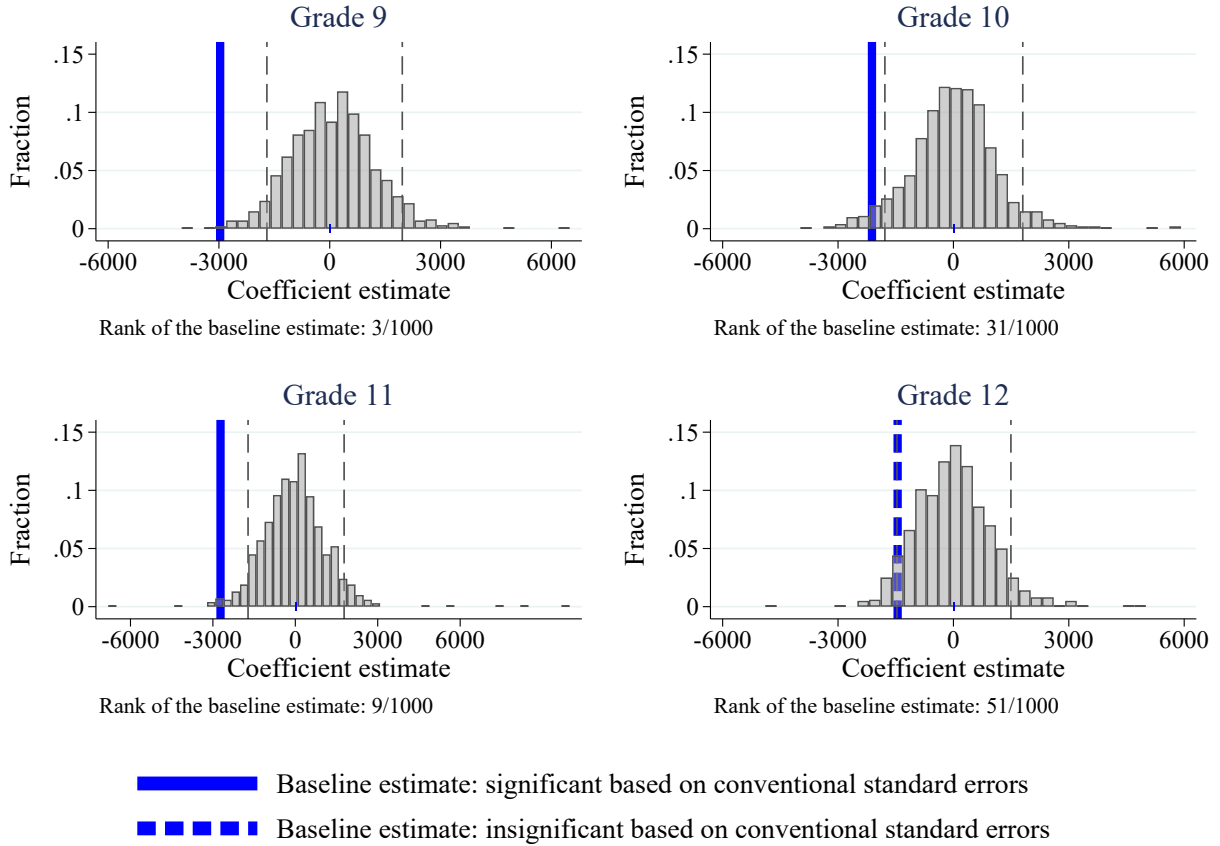 Grade 9
Fraction
.15
.1
.05
0
-6000 -3000 0 3000 6000
Coefficient estimate
Rank of the baseline estimate: 3/1000
Grade 10
Fraction
.15
.1
.05
0
-6000 -3000 0 3000 6000
Coefficient estimate
Rank of the baseline estimate: 31/1000
Grade 11
Fraction
.15
.1
.05
0
-6000 -3000 0 3000 6000
Coefficient estimate
Rank of the baseline estimate: 9/1000
Grade 12
Fraction
.15
.1
.05
0
-6000 -3000 0 3000 6000
Coefficient estimate
Rank of the baseline estimate: 51/1000
Baseline estimate: significant based on conventional standard errors
Baseline estimate: insignificant based on conventional standard errors